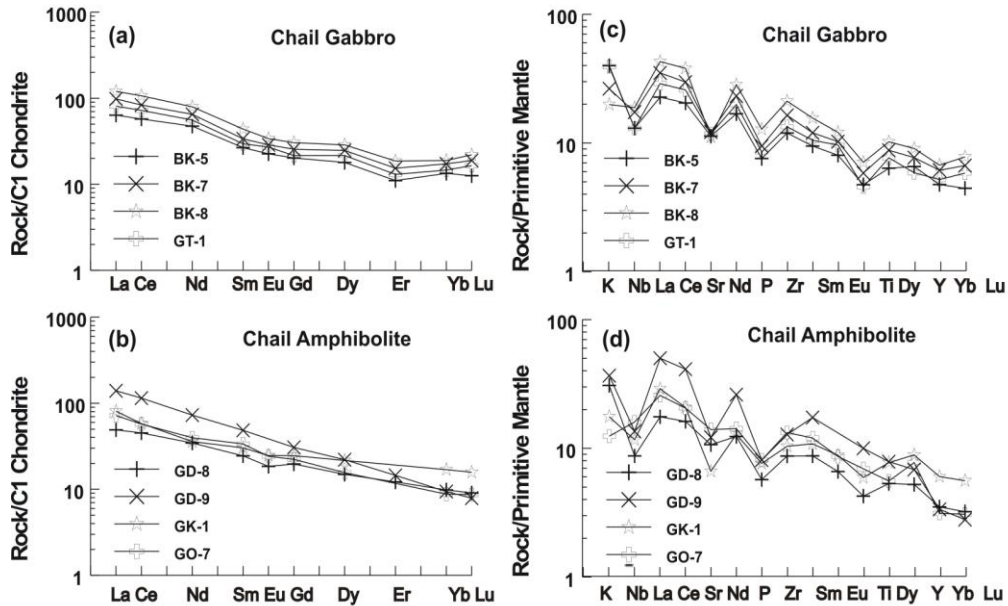 (a)
Chail Gabbro
Rock/C1 Chondrite
1000
100
10
1
BK-5
BK-7
BK-8
GT-1
La Ce Nd Sm Eu Gd Dy Er Yb Lu
(c)
Chail Gabbro
Rock/Primitive Mantle
100
10
1
BK-5
BK-7
BK-8
GT-1
K Nb La Ce Sr Nd P Zr Sm Eu Ti Dy Y Yb Lu
(b)
Chail Amphibolite
Rock/C1 Chondrite
1000
100
10
1
GD-8
GD-9
GK-1
GO-7
La Ce Nd Sm Eu Gd Dy Er Yb Lu
(d)
Chail Amphibolite
Rock/Primitive Mantle
100
10
1
GD-8
GD-9
GK-1
GO-7
K Nb La Ce Sr Nd P Zr Sm Eu Ti Dy Y Yb Lu